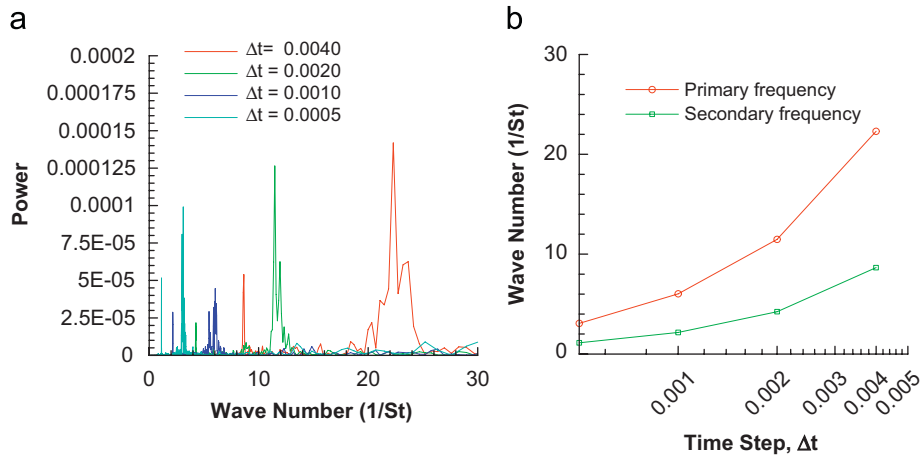 a
Δt= 0.0040
Δt = 0.0020
Δt = 0.0010
Δt = 0.0005
0.0002
0.000175
0.00015
0.000125
0.0001
7.5E-05
5E-05
2.5E-05
0
Power
0 10 20 30
Wave Number (1/St)
b
Primary frequency
Secondary frequency
30
20
10
0
Wave Number (1/St)
0.001 0.002 0.003 0.004 0.005
Time Step, Δt